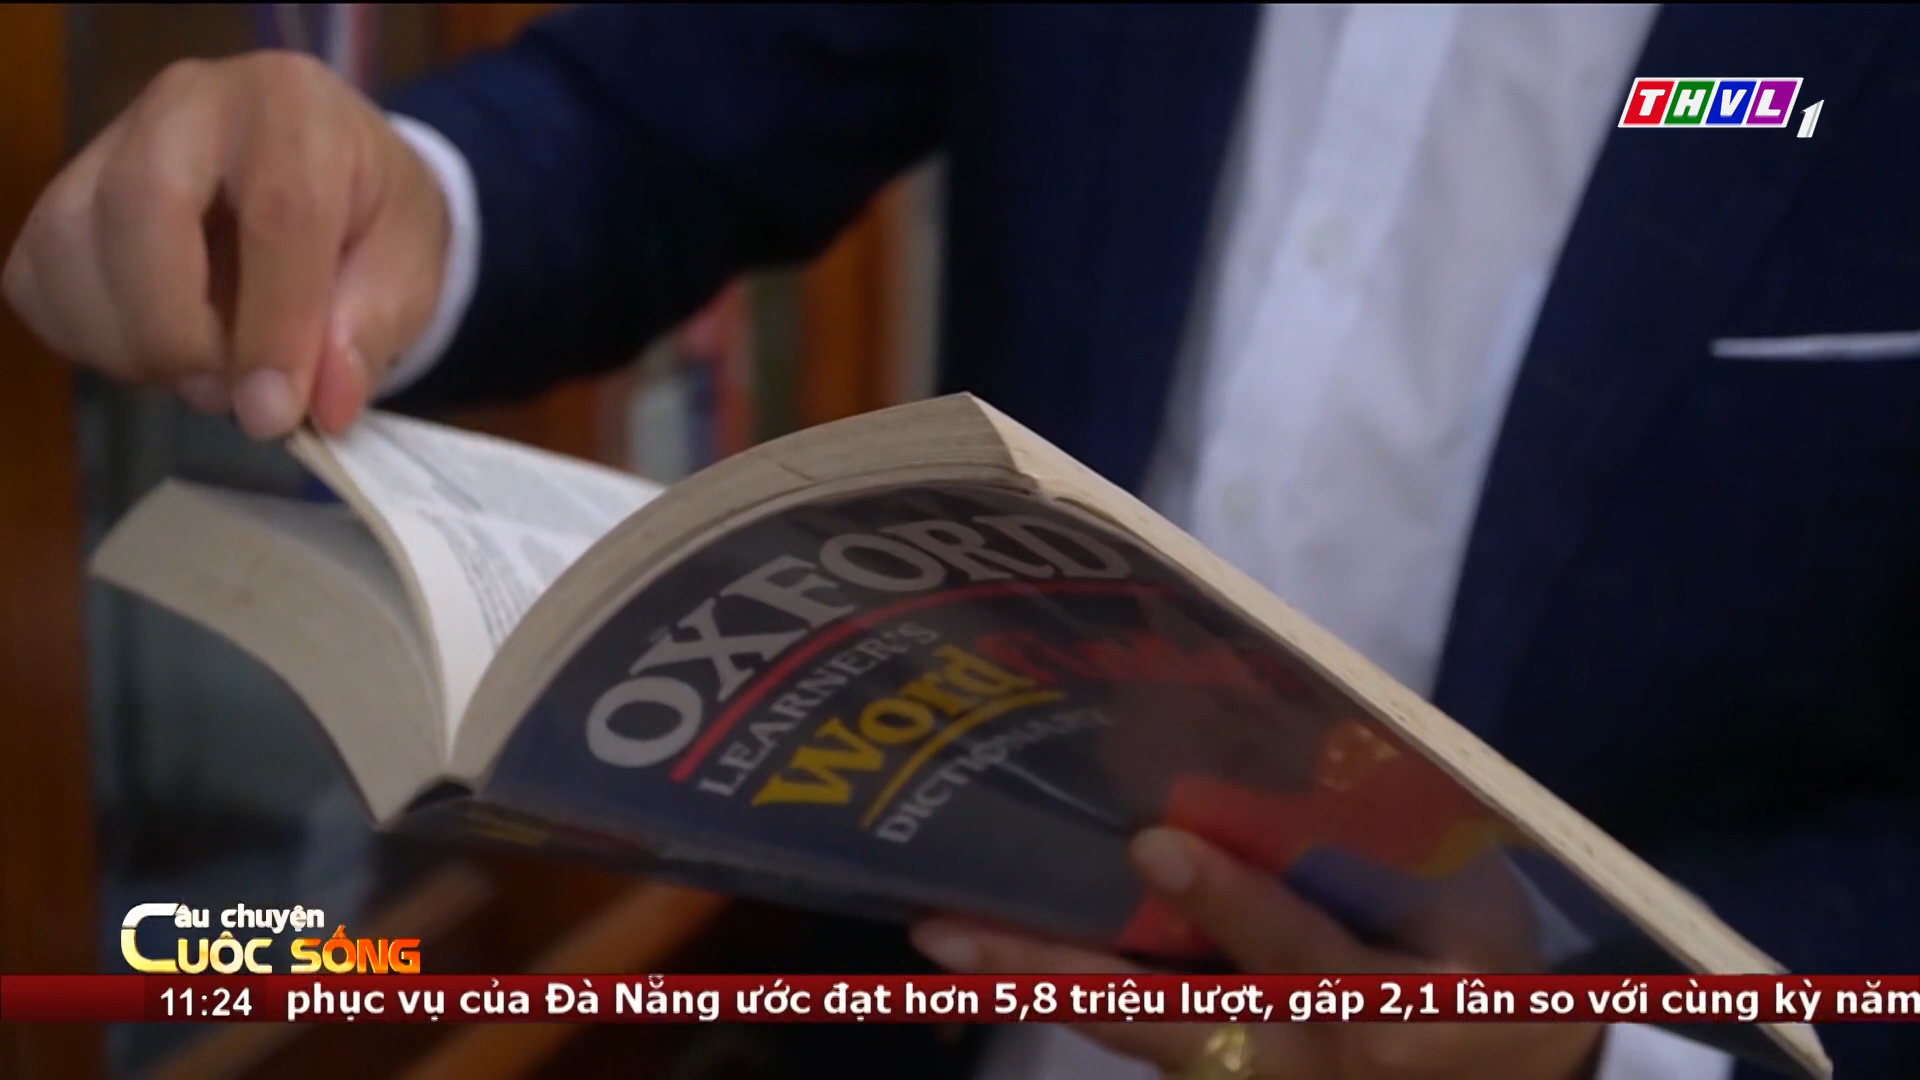 THVL1
OXFORD
LEARNER'S
Word
DICTIONARY
Câu chuyện
CUỘC SỐNG
11:24 phục vụ của Đà Nẵng ước đạt hơn 5,8 triệu lượt, gấp 2,1 lần so với cùng kỳ năm